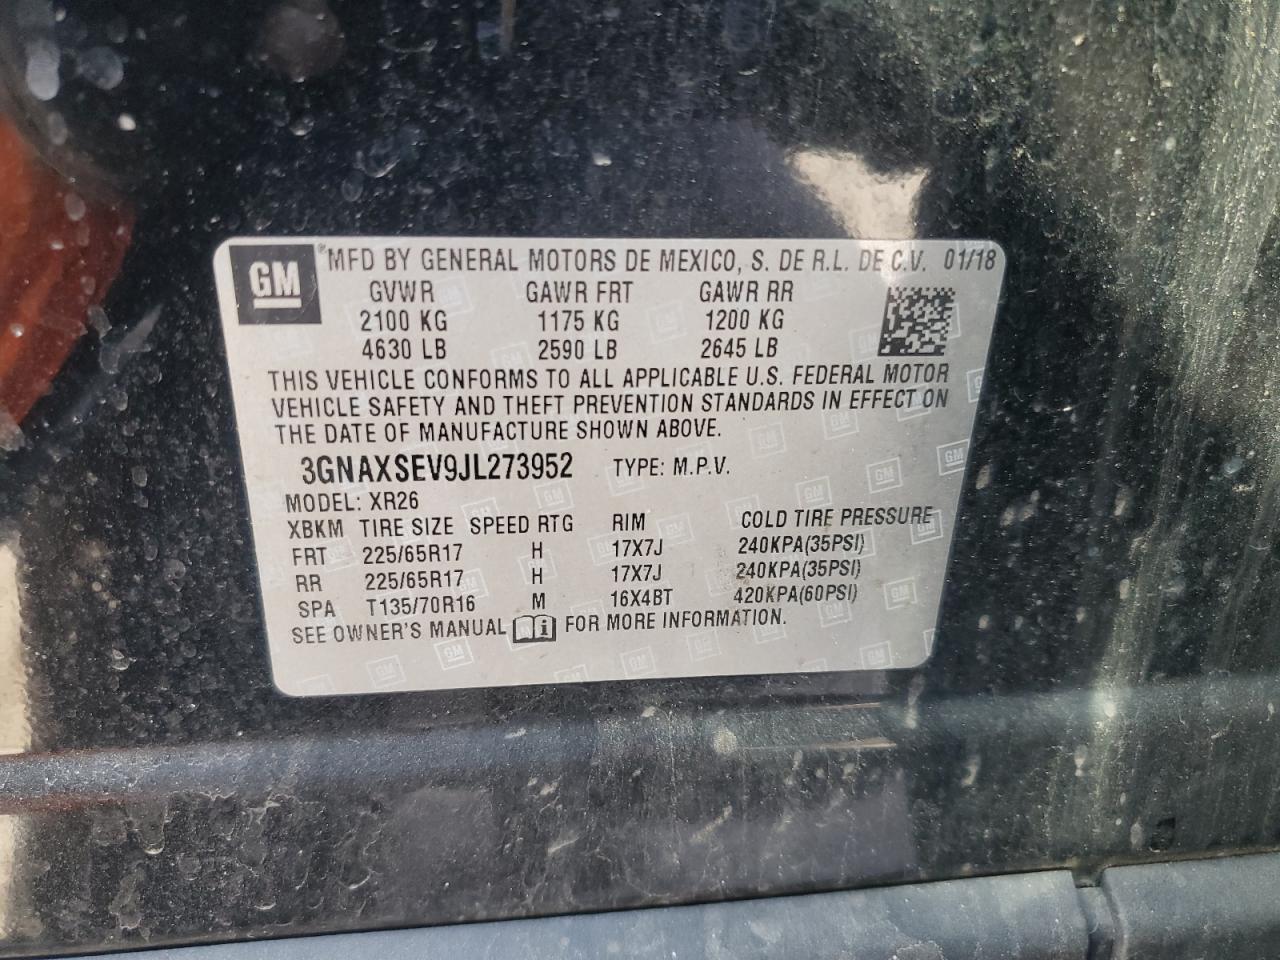 GM ®MFD BY GENERAL MOTORS DE MEXICO, S. DE R.L. DE C.V. 01/18
GVWR GAWR FRT GAWR RR
2100 KG 1175 KG 1200 KG
4630 LB 2590 LB 2645 LB
THIS VEHICLE CONFORMS TO ALL APPLICABLE U.S. FEDERAL MOTOR
VEHICLE SAFETY AND THEFT PREVENTION STANDARDS IN EFFECT ON
THE DATE OF MANUFACTURE SHOWN ABOVE.
3GNAXSEV9JL273952 TYPE: M.P.V.
MODEL: XR26
XBKM TIRE SIZE SPEED RTG RIM COLD TIRE PRESSURE
FRT 225/65R17 H 17X7J 240KPA(35PSI)
RR 225/65R17 H 17X7J 240KPA(35PSI)
SPA T135/70R16 M 16X4BT 420KPA(60PSI)
SEE OWNER'S MANUAL FOR MORE INFORMATION.